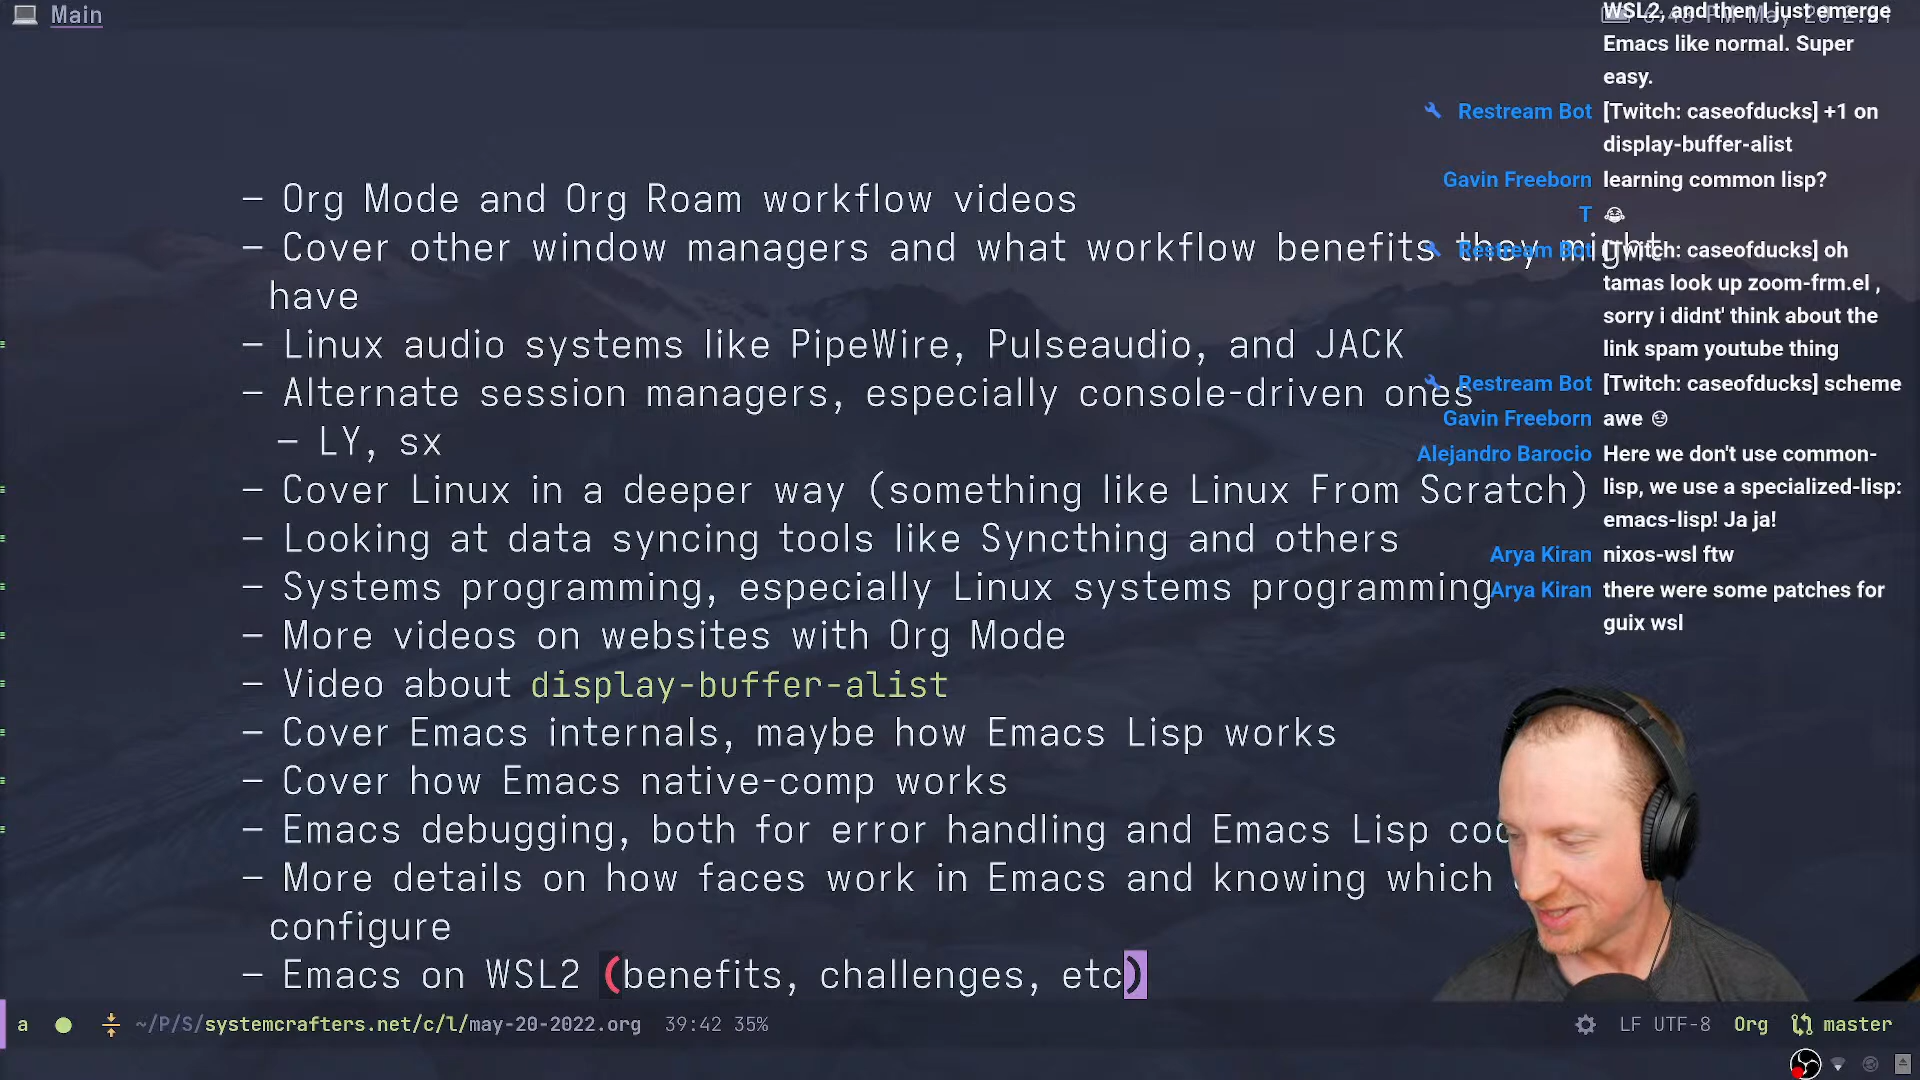 Main
– Org Mode and Org Roam workflow videos
– Cover other window managers and what workflow benefits they might
have
– Linux audio systems like PipeWire, Pulseaudio, and JACK
– Alternate session managers, especially console-driven ones
– LY, sx
– Cover Linux in a deeper way (something like Linux From Scratch)
– Looking at data syncing tools like Syncthing and others
– Systems programming, especially Linux systems programming
– More videos on websites with Org Mode
– Video about display-buffer-alist
– Cover Emacs internals, maybe how Emacs Lisp works
– Cover how Emacs native-comp works
– Emacs debugging, both for error handling and Emacs Lisp
– More details on how faces work in Emacs and knowing which
configure
– Emacs on WSL2 (benefits, challenges, etc)
a ~/P/S/systemcrafters.net/c/l/may-20-2022.org 39:42 35% LF UTF-8 Org master
WSL2, and then I just emerge
Emacs like normal. Super
easy.
Restream Bot [Twitch: caseofducks] +1 on
display-buffer-alist
Gavin Freeborn learning common lisp?
T 😂
Restream Bot [Twitch: caseofducks] oh
tamas look up zoom-frm.el ,
sorry i didnt' think about the
link spam youtube thing
Restream Bot [Twitch: caseofducks] scheme
Gavin Freeborn awe
Alejandro Barocio Here we don't use common-
lisp, we use a specialized-lisp:
emacs-lisp! Ja ja!
Arya Kiran nixos-wsl ftw
Arya Kiran there were some patches for
guix wsl